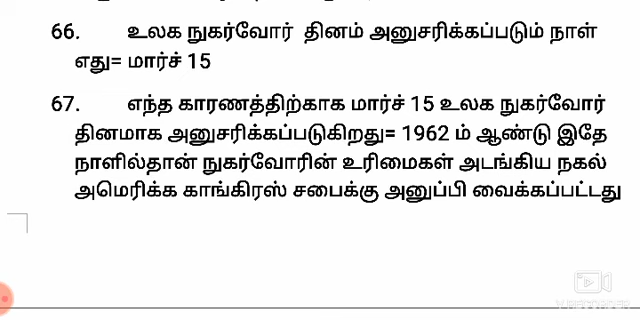 66. உலக நுகர்வோர் தினம் அனுசரிக்கப்படும் நாள்
எது= மார்ச் 15
67. எந்த காரணத்திற்காக மார்ச் 15 உலக நுகர்வோர்
தினமாக அனுசரிக்கப்படுகிறது= 1962 ம் ஆண்டு இதே
நாளில்தான் நுகர்வோரின் உரிமைகள் அடங்கிய நகல்
அமெரிக்க காங்கிரஸ் சபைக்கு அனுப்பி வைக்கப்பட்டது